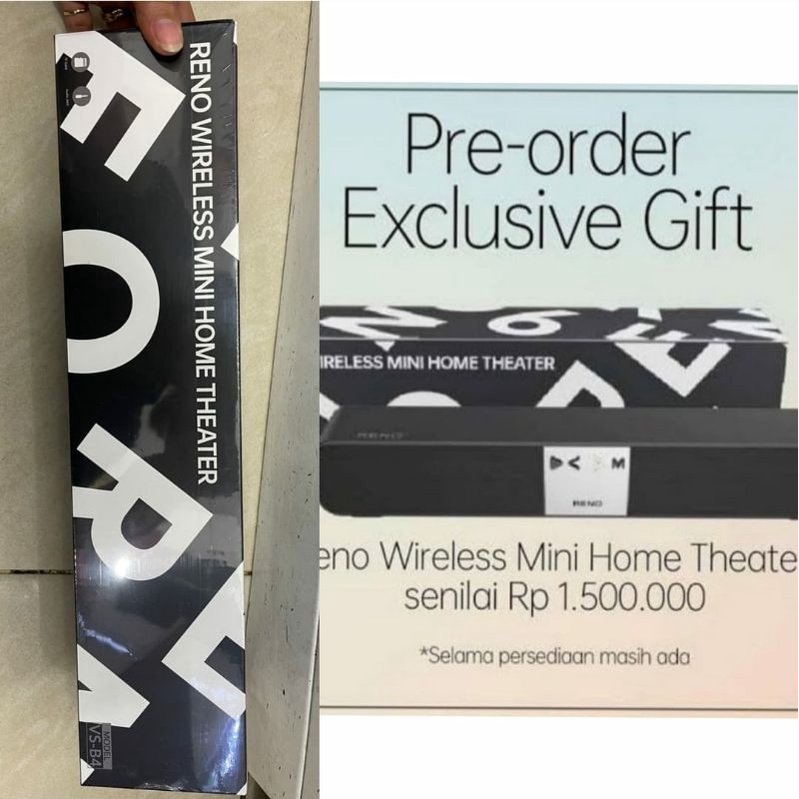 RENO WIRELESS MINI HOME THEATER
MODEL:
VS-B4
Pre-order
Exclusive Gift
IRELESS MINI HOME THEATER
RENO
RENO
eno Wireless Mini Home Theate
senilai Rp 1.500.000
*Selama persediaan masih ada